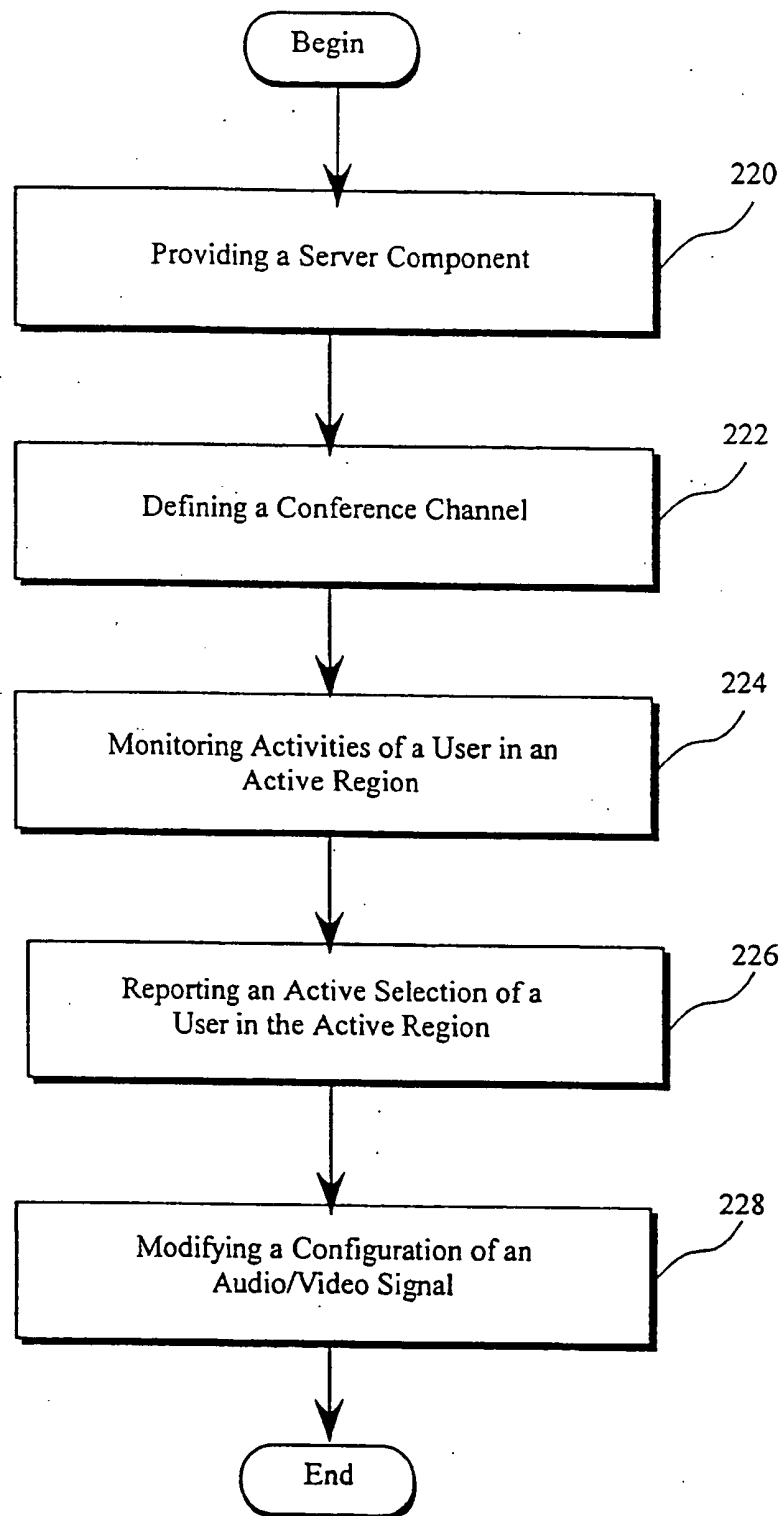 Begin
220
Providing a Server Component
222
Defining a Conference Channel
224
Monitoring Activities of a User in an
Active Region
226
Reporting an Active Selection of a
User in the Active Region
228
Modifying a Configuration of an
Audio/Video Signal
End